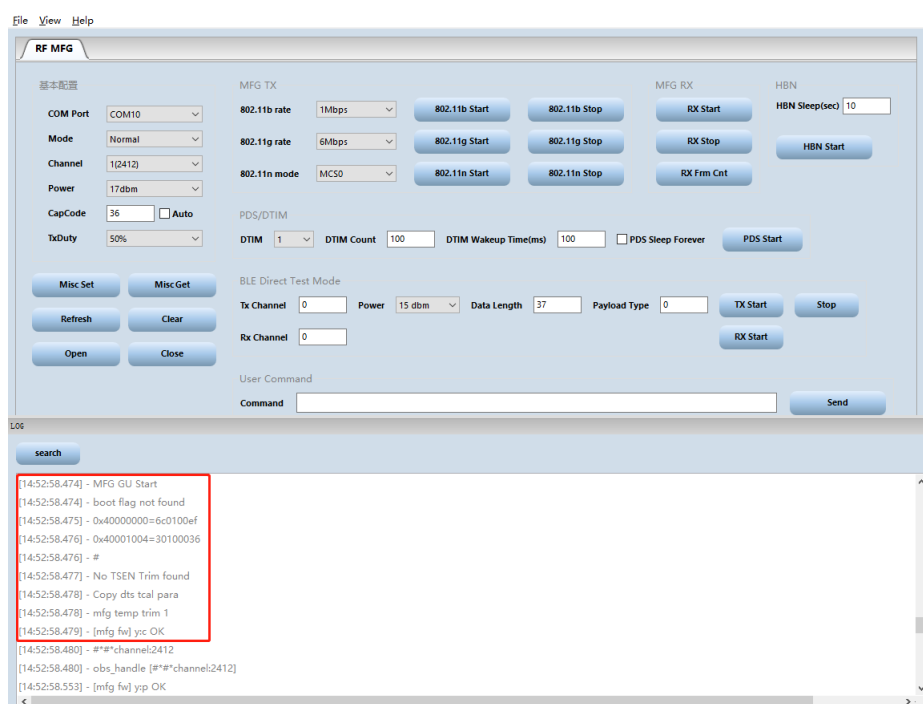 File View Help
RF MFG
基本配置
COM Port COM10
Mode Normal
Channel 1(2412)
Power 17dbm
CapCode 36 Auto
TxDuty 50%
Misc Set Misc Get
Refresh Clear
Open Close
MFG TX
802.11b rate 1Mbps 802.11b Start 802.11b Stop
802.11g rate 6Mbps 802.11g Start 802.11g Stop
802.11n mode MCS0 802.11n Start 802.11n Stop
MFG RX
RX Start
RX Stop
RX Frm Cnt
HBN
HBN Sleep(sec) 10
HBN Start
PDS/DTIM
DTIM 1 DTIM Count 100 DTIM Wakeup Time(ms) 100 PDS Sleep Forever PDS Start
BLE Direct Test Mode
Tx Channel 0 Power 15 dbm Data Length 37 Payload Type 0 TX Start Stop
Rx Channel 0 RX Start
User Command
Command Send
LOG
search
[14:52:58.474] - MFG GU Start
[14:52:58.474] - boot flag not found
[14:52:58.475] - 0x40000000=6c0100ef
[14:52:58.476] - 0x40001004=30100036
[14:52:58.476] - #
[14:52:58.477] - No TSEN Trim found
[14:52:58.478] - Copy dts tcal para
[14:52:58.478] - mfg temp trim 1
[14:52:58.479] - [mfg fw] y:c OK
[14:52:58.480] - #*#*channel:2412
[14:52:58.480] - obs_handle [#*#*channel:2412]
[14:52:58.553] - [mfg fw] y:p OK